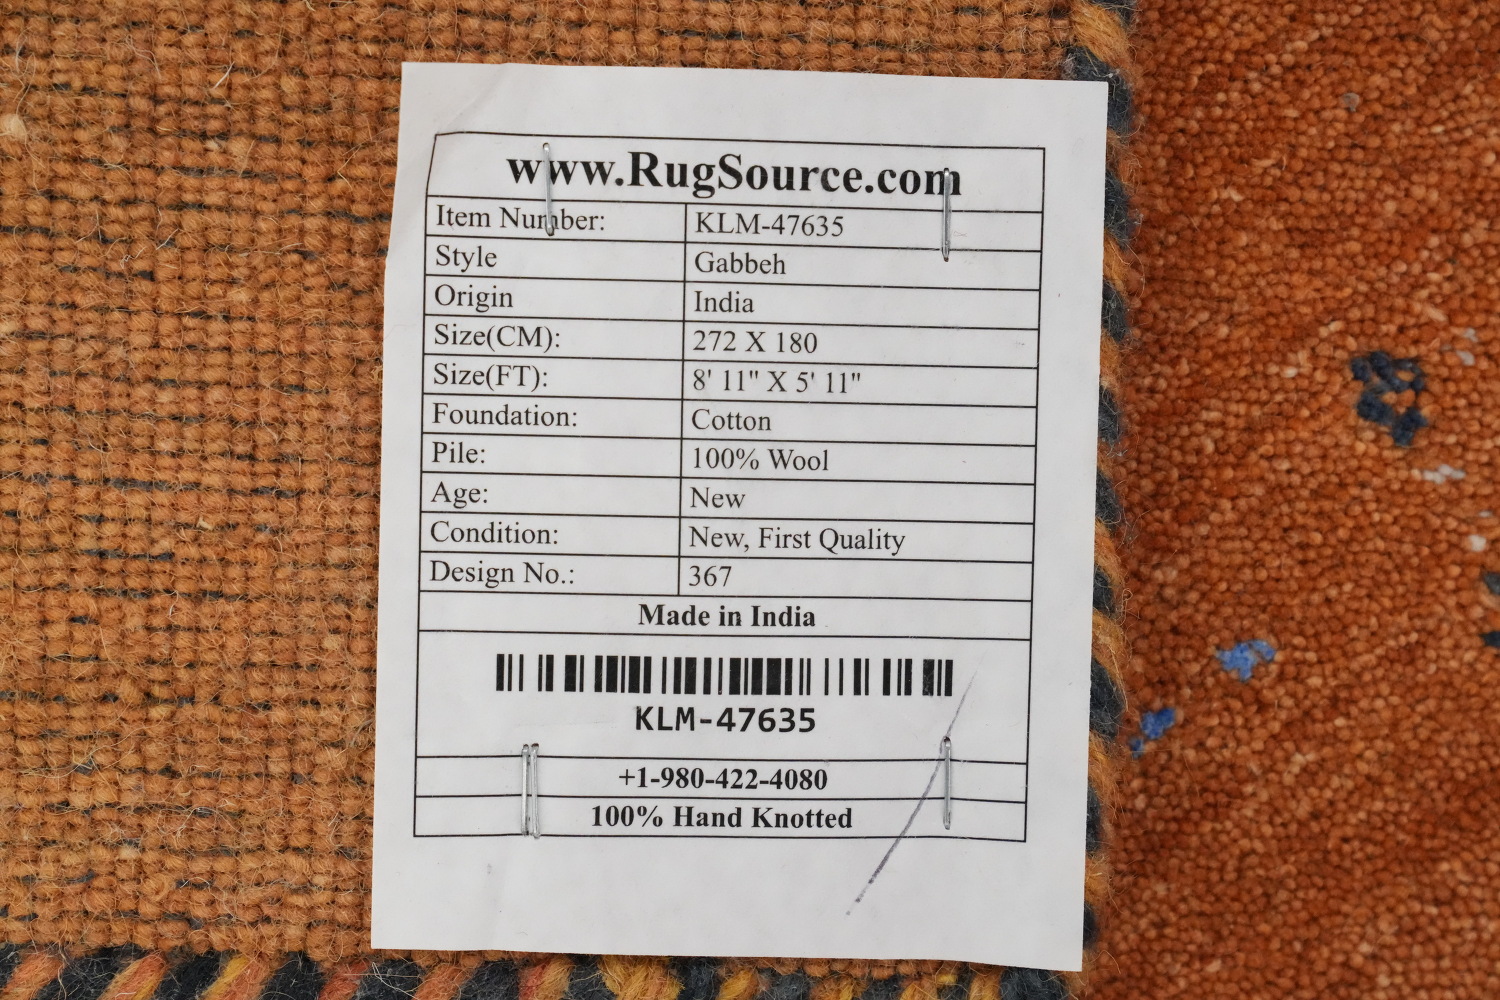 www.RugSource.com
Item Number: KLM-47635
Style Gabbeh
Origin India
Size(CM): 272 X 180
Size(FT): 8' 11" X 5' 11"
Foundation: Cotton
Pile: 100% Wool
Age: New
Condition: New, First Quality
Design No.: 367
Made in India
KLM-47635
+1-980-422-4080
100% Hand Knotted